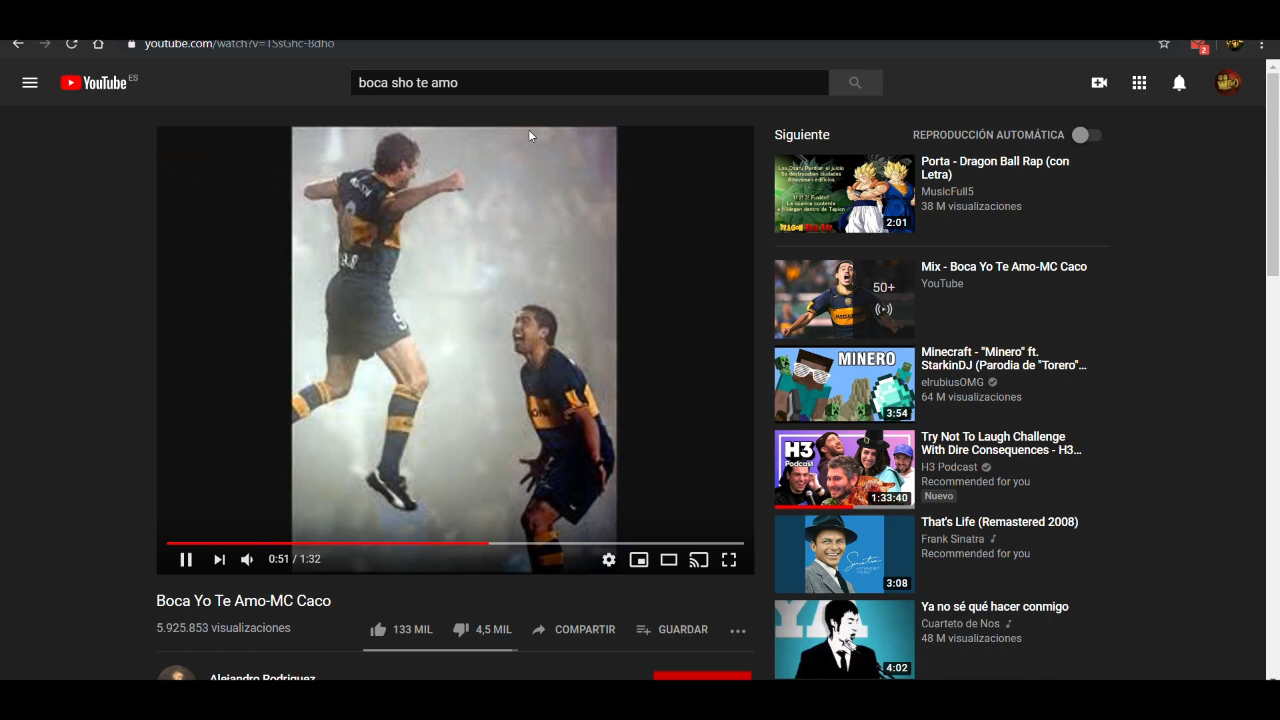 youtube.com/watch?v=1SsGhc-8dho
2
YouTube ES
boca sho te amo
Siguiente
REPRODUCCIÓN AUTOMÁTICA
Porta - Dragon Ball Rap (con
Letra)
MusicFull5
38 M visualizaciones
2:01
Mix - Boca Yo Te Amo-MC Caco
YouTube
50+
MINERO
Minecraft - "Minero" ft.
StarkinDJ (Parodia de "Torero"...
elrubiusOMG
64 M visualizaciones
3:54
H3
Podcast
Try Not To Laugh Challenge
With Dire Consequences - H3...
H3 Podcast
Recommended for you
Nuevo
1:33:40
That's Life (Remastered 2008)
Frank Sinatra
Recommended for you
3:08
Ya no sé qué hacer conmigo
Cuarteto de Nos
48 M visualizaciones
4:02
0:51 / 1:32
Boca Yo Te Amo-MC Caco
5.925.853 visualizaciones
133 MIL
4,5 MIL
COMPARTIR
GUARDAR
Alejandro Rodriguez